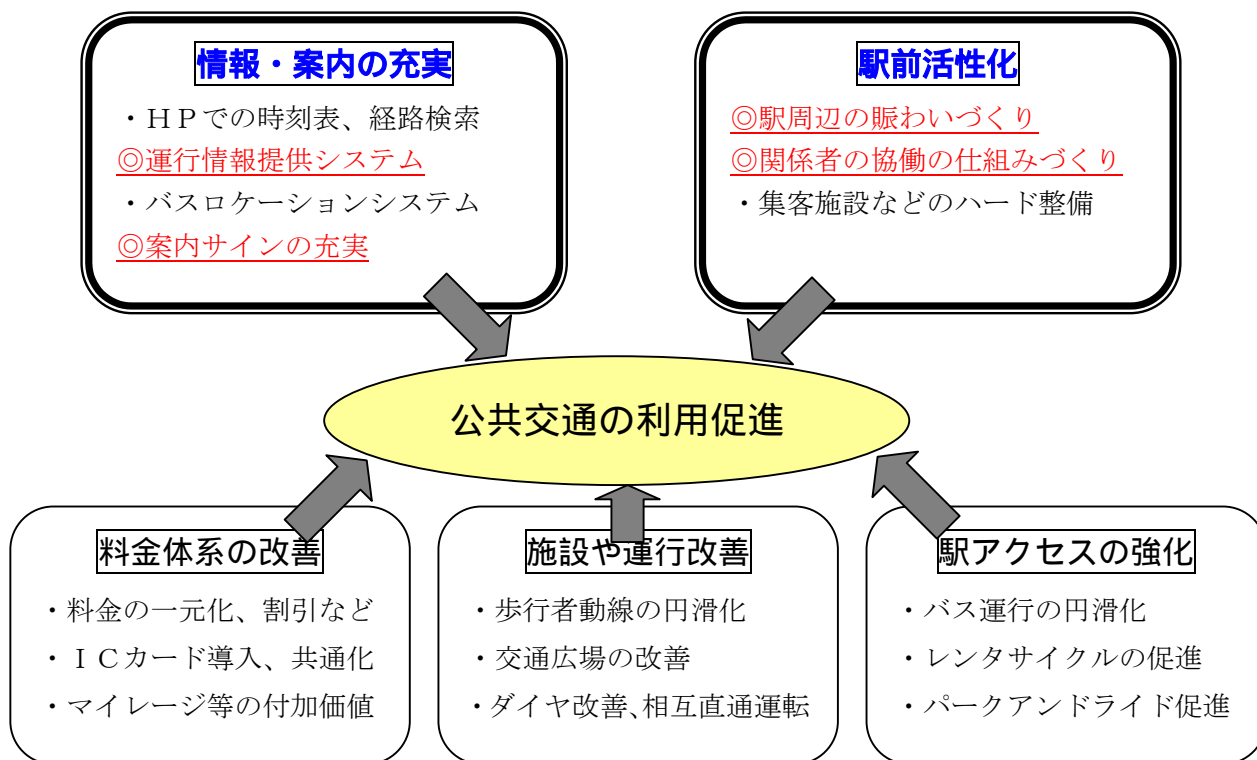 情報・案内の充実
・ＨＰでの時刻表、経路検索
◎運行情報提供システム
・バスロケーションシステム
◎案内サインの充実
駅前活性化
◎駅周辺の賑わいづくり
◎関係者の協働の仕組みづくり
・集客施設などのハード整備
公共交通の利用促進
料金体系の改善
・料金の一元化、割引など
・ＩＣカード導入、共通化
・マイレージ等の付加価値
施設や運行改善
・歩行者動線の円滑化
・交通広場の改善
・ダイヤ改善、相互直通運転
駅アクセスの強化
・バス運行の円滑化
・レンタサイクルの促進
・パークアンドライド促進